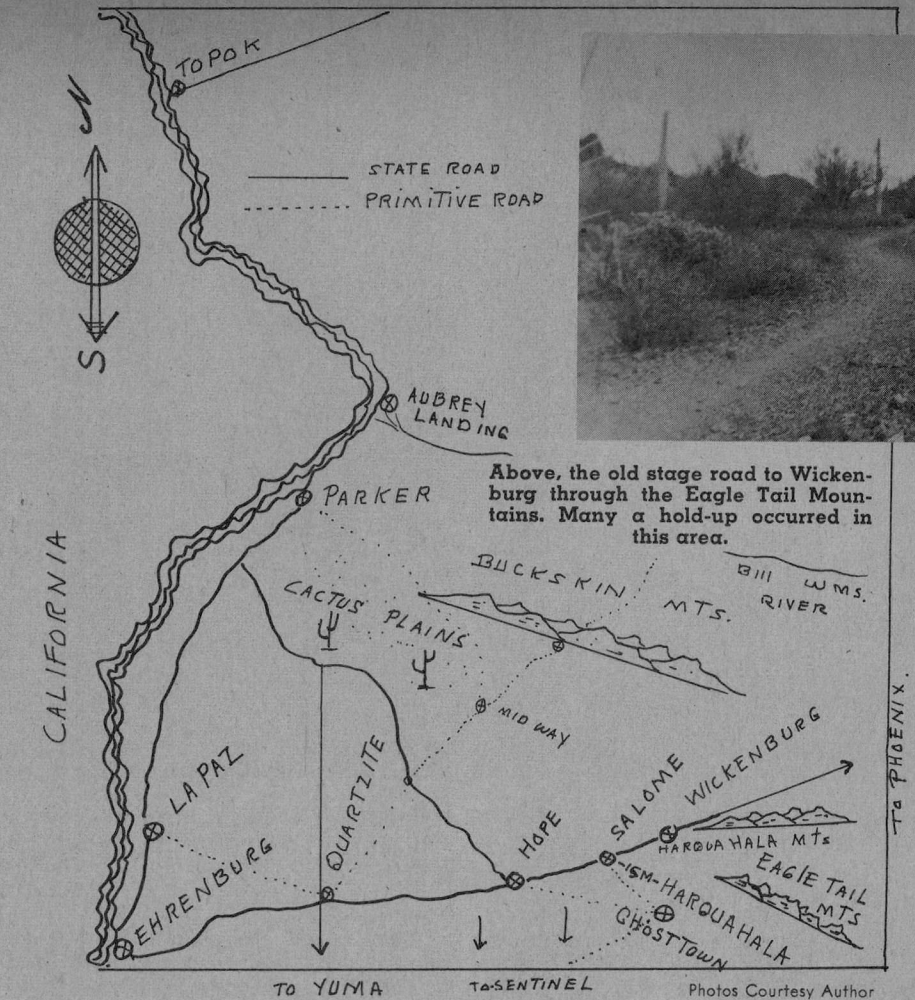 TOPOK
N
STATE ROAD
PRIMITIVE ROAD
S
AUBREY
LANDING
Above, the old stage road to Wicken-
burg through the Eagle Tail Moun-
tains. Many a hold-up occurred in
this area.
PARKER
CALIFORNIA
BUCKSKIN MTS.
BILL WMS.
RIVER
CACTUS PLAINS
MIDWAY
TO PHOENIX.
LA PAZ
QUARTZITE
HOPE
SALOME
WICKENBURG
HARQUAHALA Mts
EAGLE TAIL
MTS
EHRENBURG
-15M-HARQUAHALA
GHOST TOWN
TO YUMA
TO-SENTINEL
Photos Courtesy Author